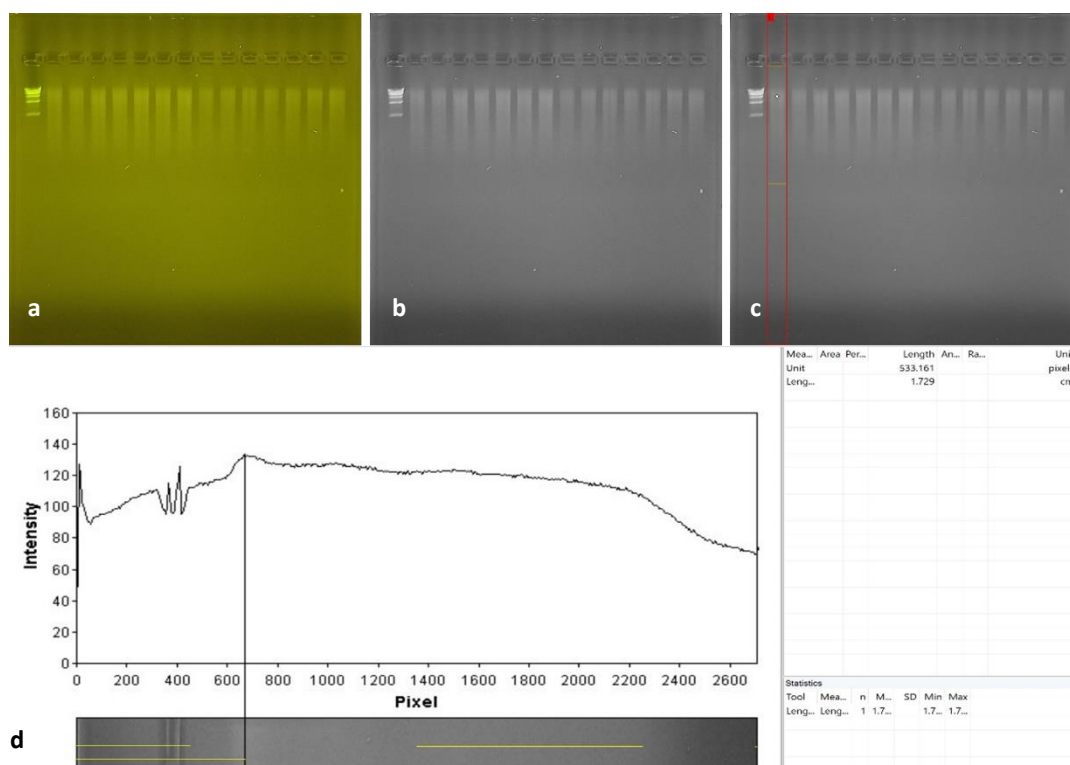 a
b
c
Mea... Area Per... Length An... Ra... Uni
Unit 533.161 pixel
Leng... 1.729 cm
160
140
120
100
80
60
40
20
0
Intensity
0 200 400 600 800 1000 1200 1400 1600 1800 2000 2200 2400 2600
Pixel
d
Statistics
Tool Mea... n M... SD Min Max
Leng... Leng... 1 1.7... 1.7... 1.7...